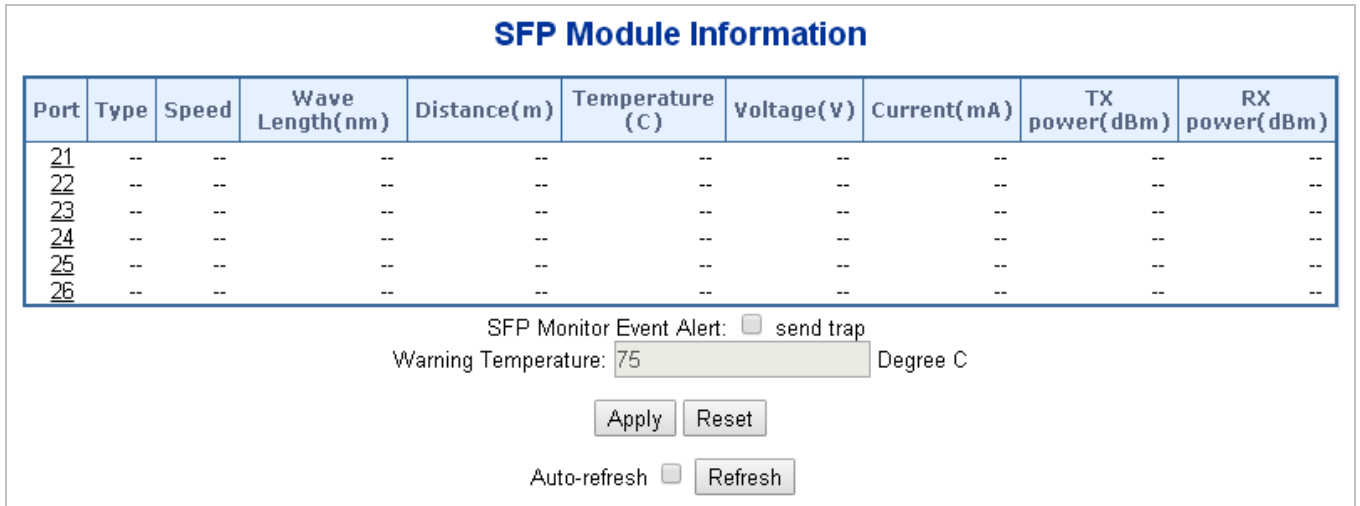 SFP Module Information
Port Type Speed Wave Length(nm) Distance(m) Temperature (C) Voltage(V) Current(mA) TX power(dBm) RX power(dBm)
21 -- -- -- -- -- -- -- -- --
22 -- -- -- -- -- -- -- -- --
23 -- -- -- -- -- -- -- -- --
24 -- -- -- -- -- -- -- -- --
25 -- -- -- -- -- -- -- -- --
26 -- -- -- -- -- -- -- -- --
SFP Monitor Event Alert: send trap
Warning Temperature: 75 Degree C
Apply Reset
Auto-refresh Refresh